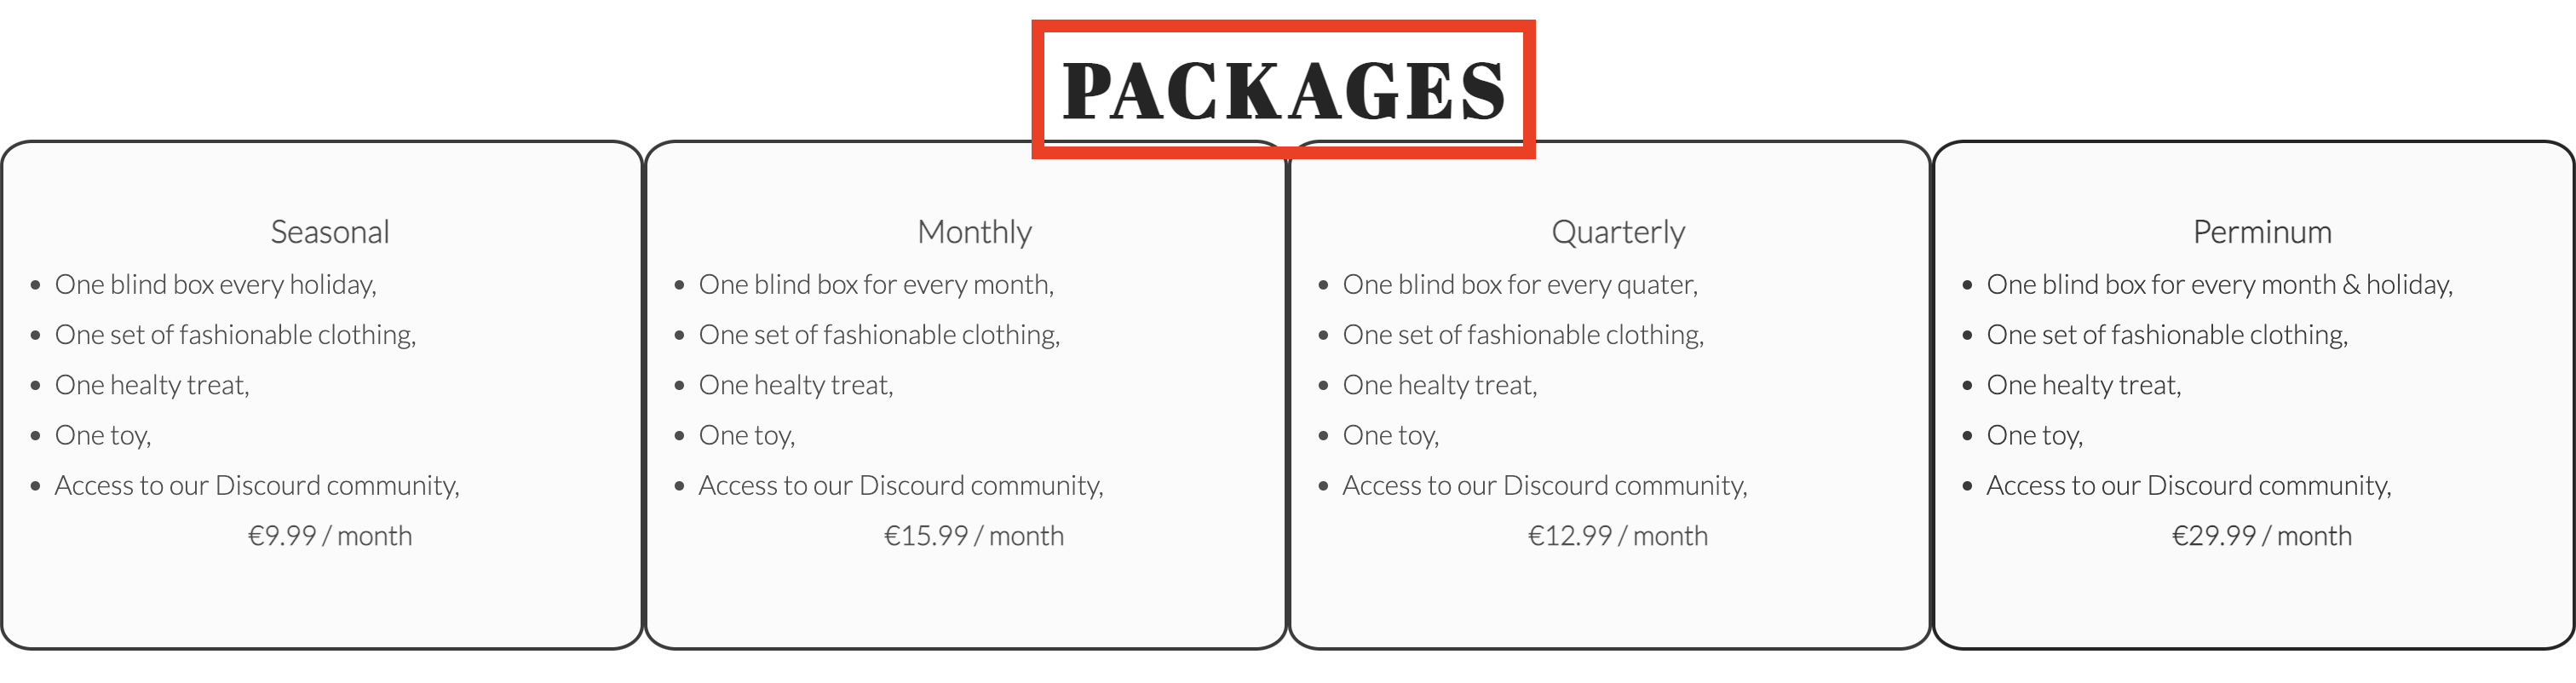 PACKAGES
Seasonal
• One blind box every holiday,
• One set of fashionable clothing,
• One healty treat,
• One toy,
• Access to our Discourd community,
€9.99 / month
Monthly
• One blind box for every month,
• One set of fashionable clothing,
• One healty treat,
• One toy,
• Access to our Discourd community,
€15.99 / month
Quarterly
• One blind box for every quater,
• One set of fashionable clothing,
• One healty treat,
• One toy,
• Access to our Discourd community,
€12.99 / month
Perminum
• One blind box for every month & holiday,
• One set of fashionable clothing,
• One healty treat,
• One toy,
• Access to our Discourd community,
€29.99 / month